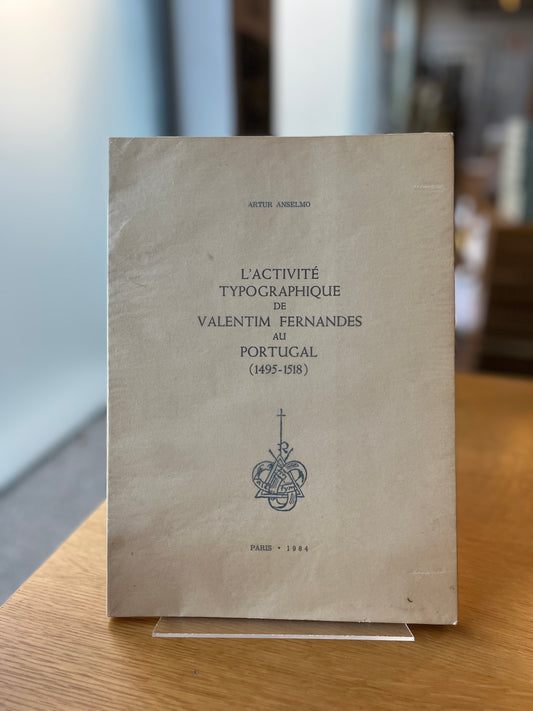 ARTUR ANSELMO
L'ACTIVITÉ
TYPOGRAPHIQUE
DE
VALENTIM FERNANDES
AU
PORTUGAL
(1495-1518)
PARIS • 1984